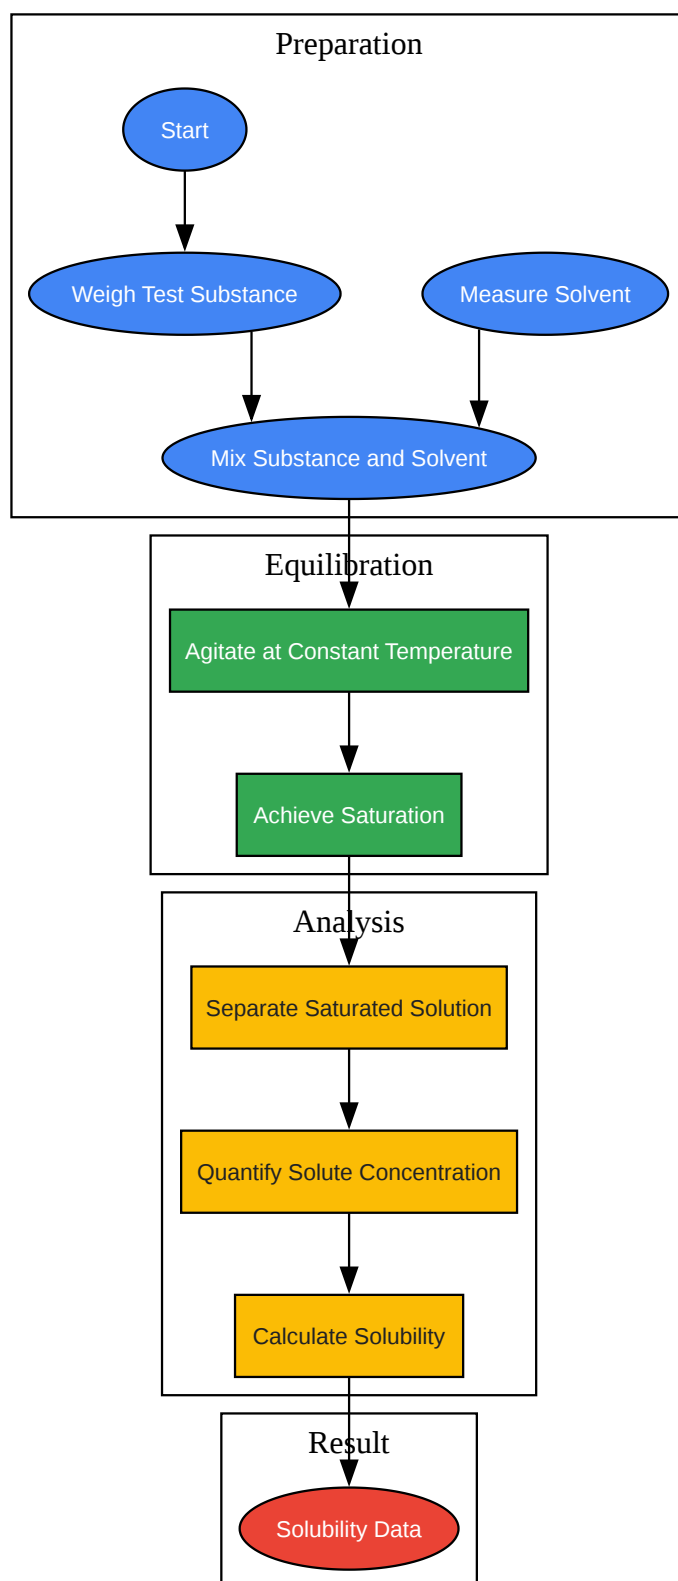 Preparation
Start
Weigh Test Substance
Measure Solvent
Mix Substance and Solvent
Equilibration
Agitate at Constant Temperature
Achieve Saturation
Analysis
Separate Saturated Solution
Quantify Solute Concentration
Calculate Solubility
Result
Solubility Data